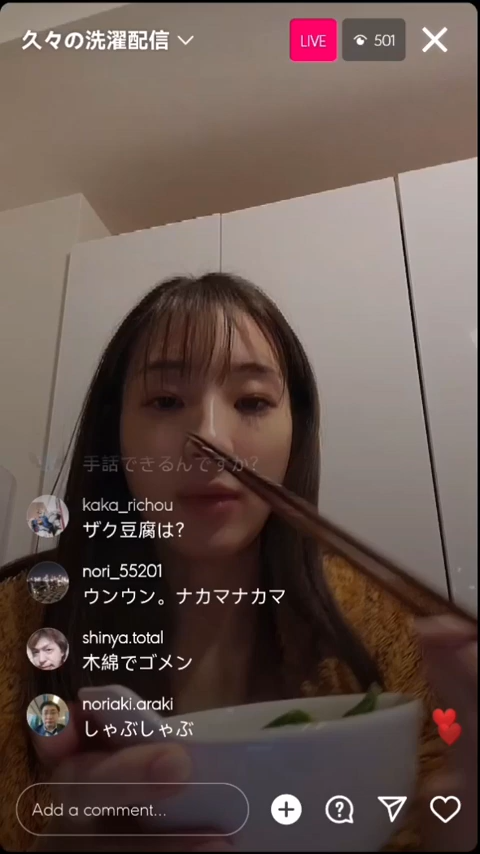 久々の洗濯配信
LIVE
501
手話できるんですか?
kaka_richou
ザク豆腐は?
nori_55201
ウンウン。ナカマナカマ
shinya.total
木綿でゴメン
noriaki.araki
しゃぶしゃぶ
Add a comment...